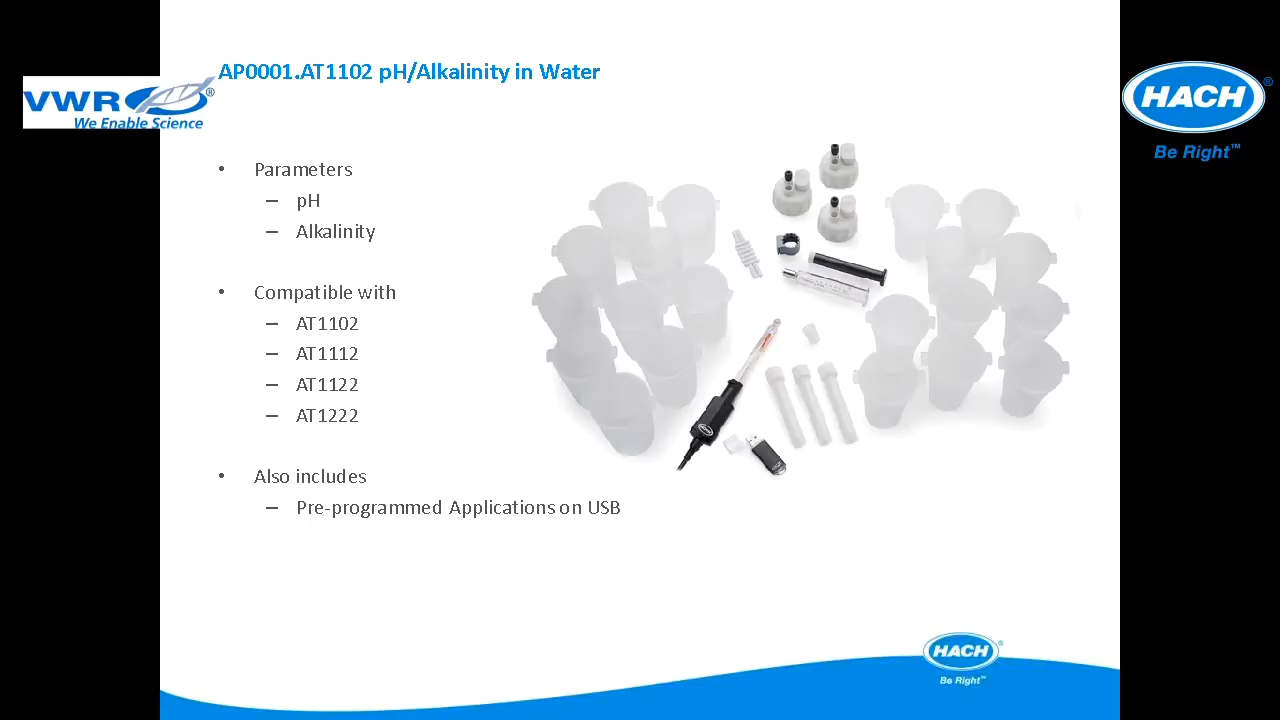 AP0001.AT1102 pH/Alkalinity in Water
VWR®
We Enable Science
HACH®
Be Right™
• Parameters
– pH
– Alkalinity
• Compatible with
– AT1102
– AT1112
– AT1122
– AT1222
• Also includes
– Pre-programmed Applications on USB
HACH®
Be Right™